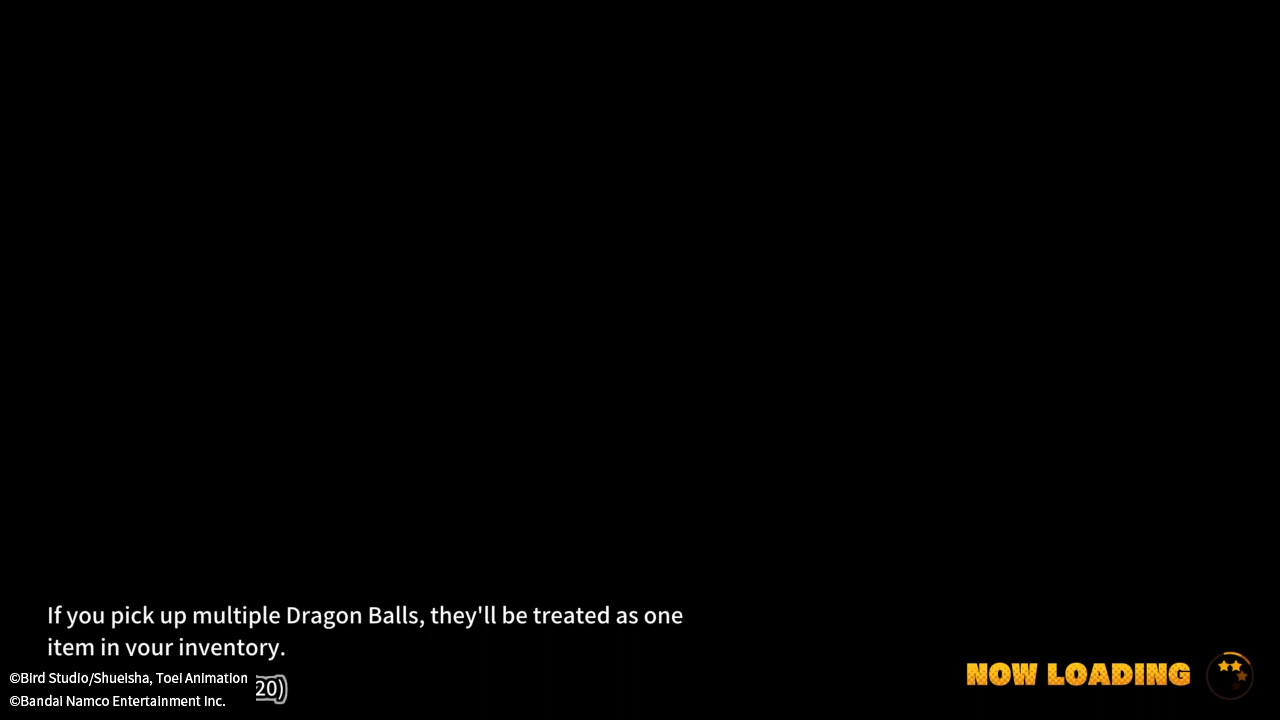 If you pick up multiple Dragon Balls, they'll be treated as one
item in your inventory.
©Bird Studio/Shueisha, Toei Animation
20)
©Bandai Namco Entertainment Inc.
NOW LOADING